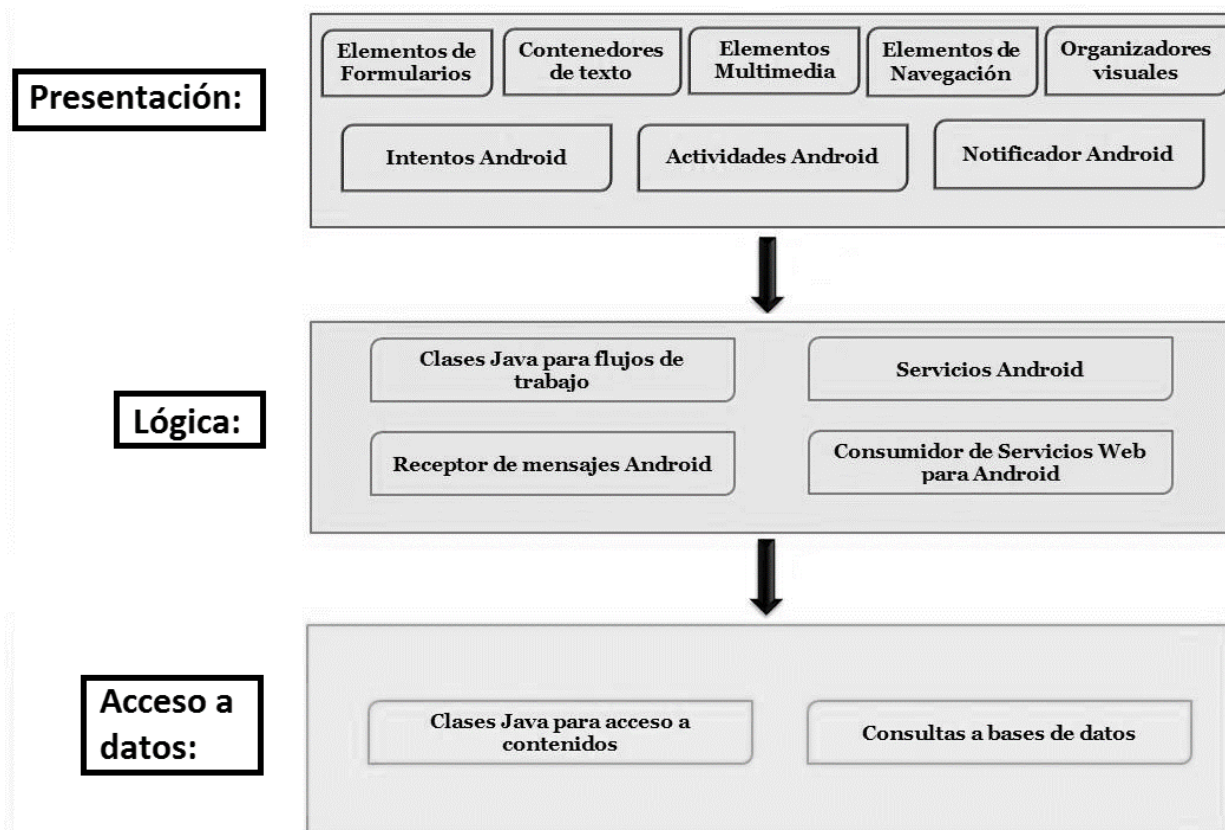 Presentación:
Elementos de
Formularios
Contenedores
de texto
Elementos
Multimedia
Elementos de
Navegación
Organizadores
visuales
Intentos Android
Actividades Android
Notificador Android
Lógica:
Clases Java para flujos de
trabajo
Servicios Android
Receptor de mensajes Android
Consumidor de Servicios Web
para Android
Acceso a
datos:
Clases Java para acceso a
contenidos
Consultas a bases de datos